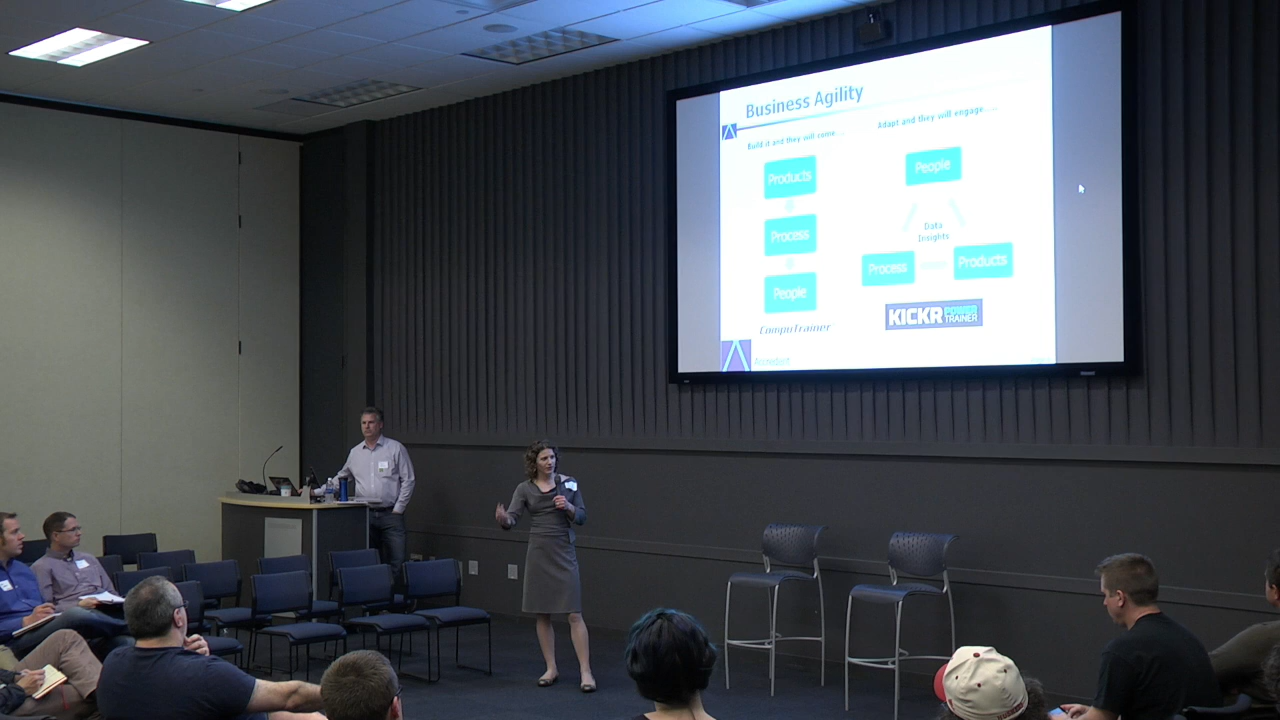 Business Agility
Build it and they will come....
Adapt and they will engage.....
Products
Process
People
CompuTrainer
People
Data
Insights
Process
Products
KICKR POWER
TRAINER